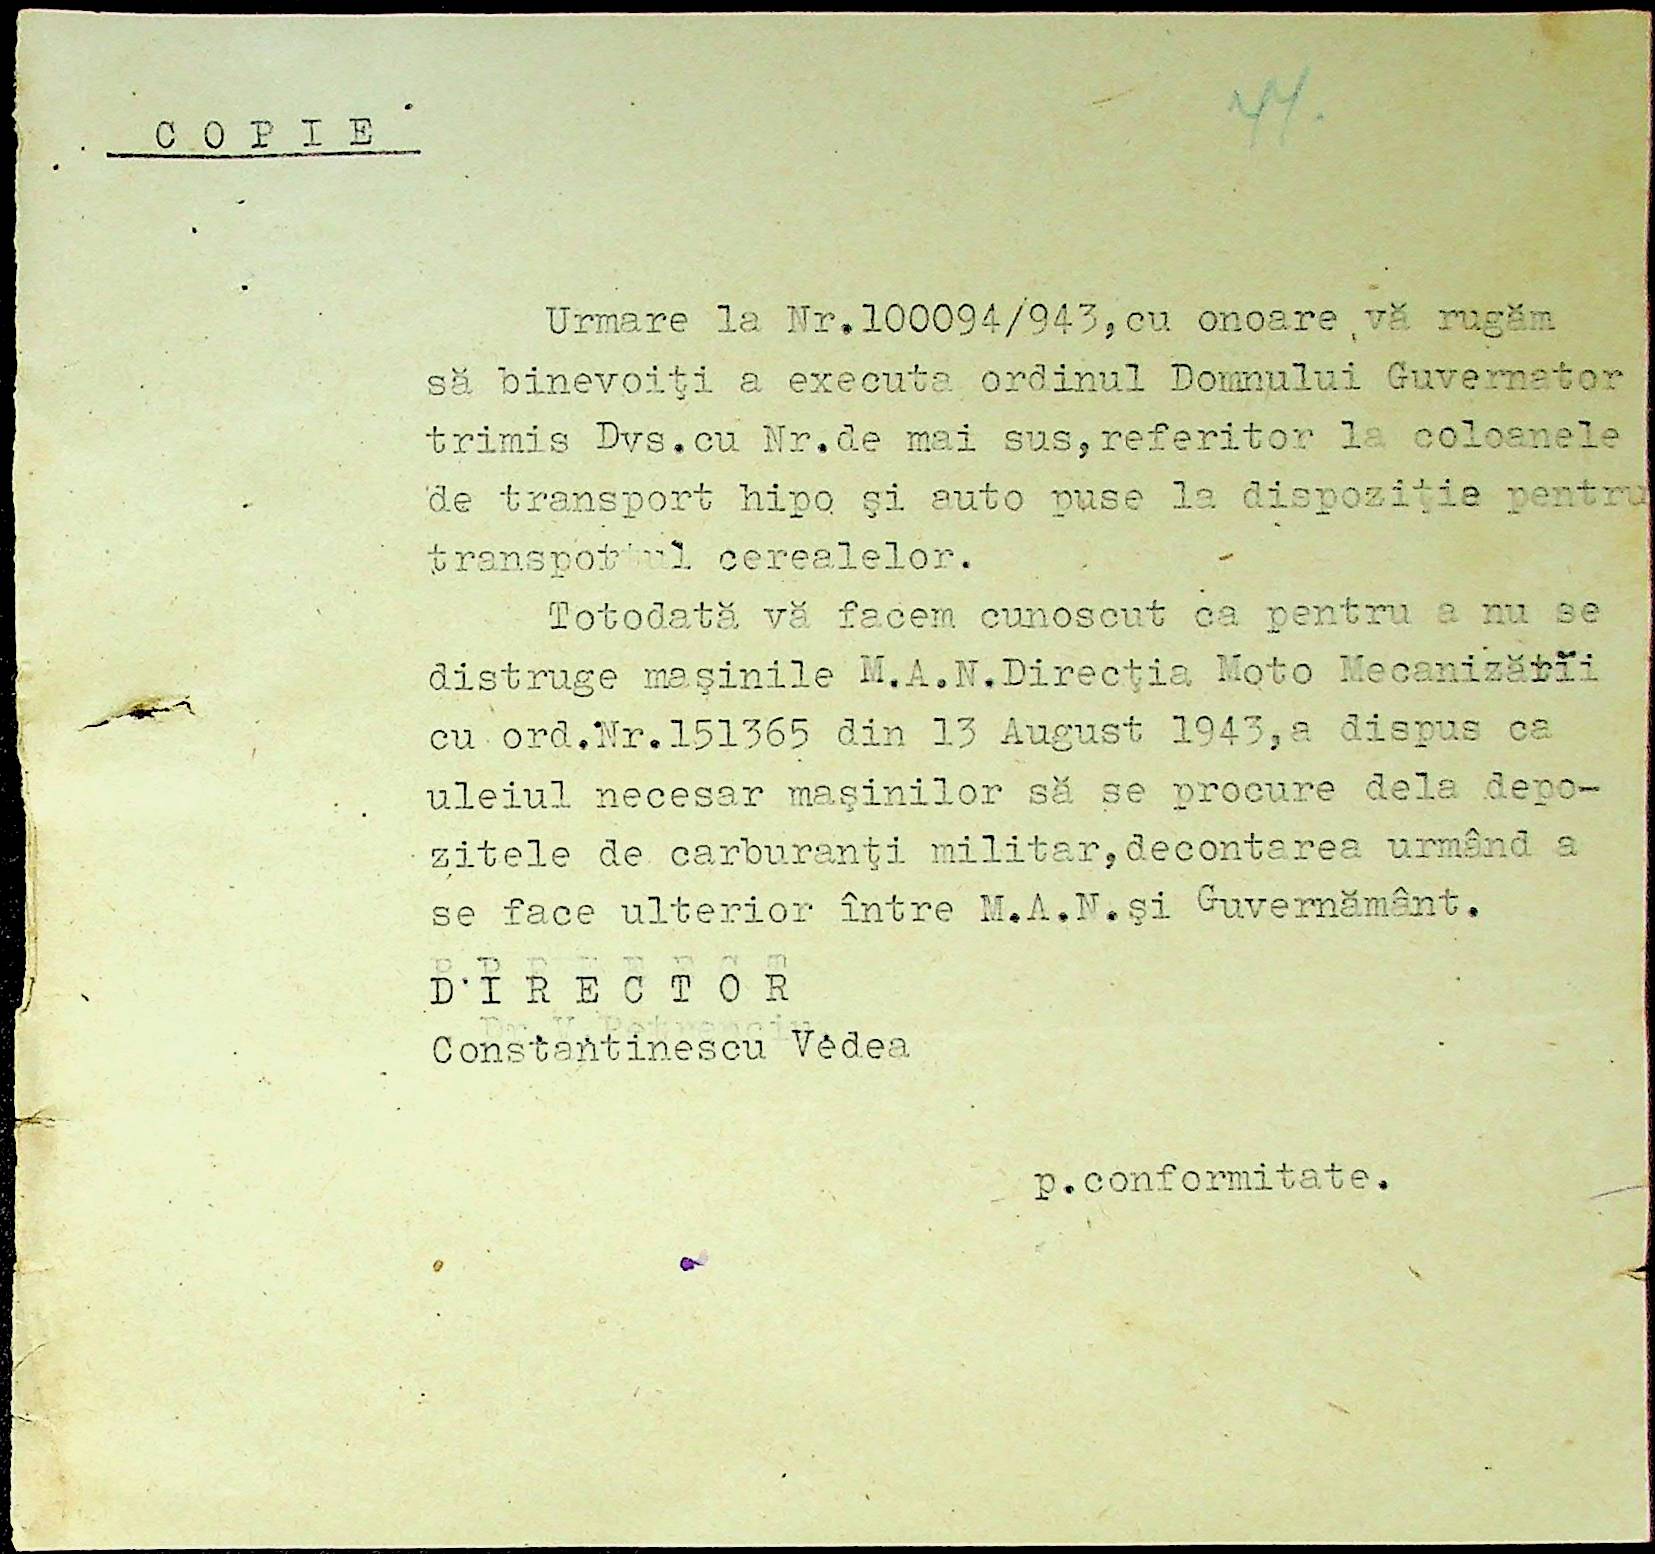 C O P I E
Urmare la Nr.100094/943,cu onoare vă rugăm
să binevoiţi a executa ordinul Domnului Guvernator
trimis Dvs.cu Nr.de mai sus,referitor la coloanele
de transport hipo şi auto puse la dispoziţie pentru
transportul cerealelor.
Totodată vă facem cunoscut ca pentru a nu se
distruge maşinile M.A.N.Direcţia Moto Mecanizării
cu ord.Nr.151365 din 13 August 1943,a dispus ca
uleiul necesar maşinilor să se procure dela depo-
zitele de carburanţi militar,decontarea urmând a
se face ulterior între M.A.N.şi Guvernământ.
D I R E C T O R
Constantinescu Vedea
p.conformitate.